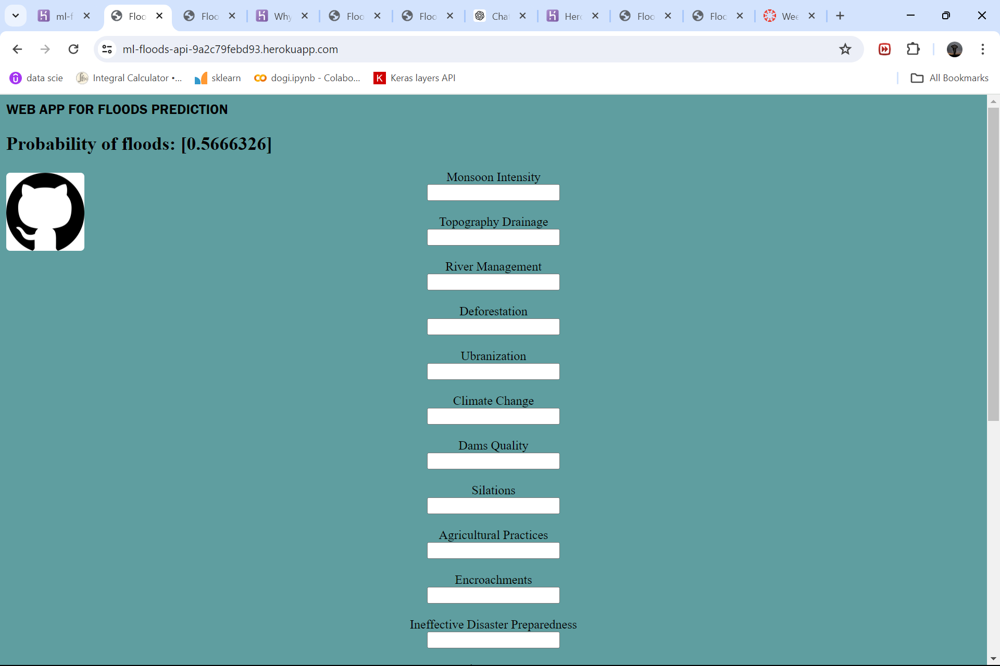 ml-f
Floo
Floo
Why
Floo
Floo
Chat
Hero
Floo
Floo
Wee
ml-floods-api-9a2c79febd93.herokuapp.com
data scie
Integral Calculator •...
sklearn
dogi.ipynb - Colabo...
K
Keras layers API
All Bookmarks
WEB APP FOR FLOODS PREDICTION
Probability of floods: [0.5666326]
Monsoon Intensity
Topography Drainage
River Management
Deforestation
Ubranization
Climate Change
Dams Quality
Silations
Agricultural Practices
Encroachments
Ineffective Disaster Preparedness